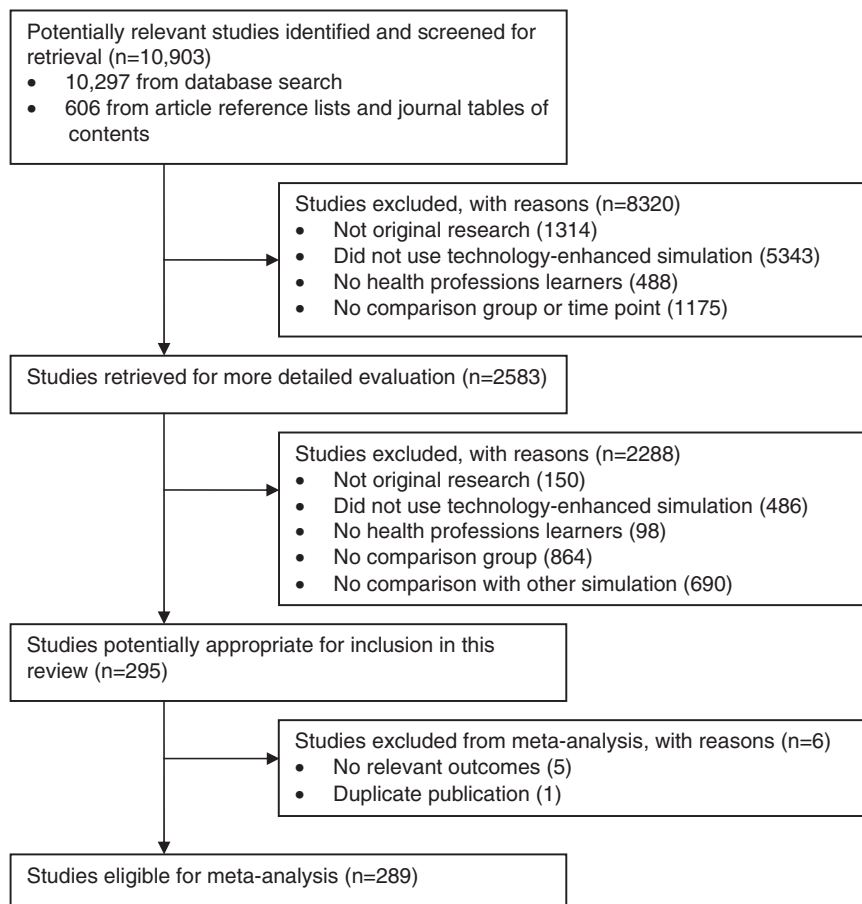 Potentially relevant studies identified and screened for
retrieval (n=10,903)
• 10,297 from database search
• 606 from article reference lists and journal tables of
contents
Studies excluded, with reasons (n=8320)
• Not original research (1314)
• Did not use technology-enhanced simulation (5343)
• No health professions learners (488)
• No comparison group or time point (1175)
Studies retrieved for more detailed evaluation (n=2583)
Studies excluded, with reasons (n=2288)
• Not original research (150)
• Did not use technology-enhanced simulation (486)
• No health professions learners (98)
• No comparison group (864)
• No comparison with other simulation (690)
Studies potentially appropriate for inclusion in this
review (n=295)
Studies excluded from meta-analysis, with reasons (n=6)
• No relevant outcomes (5)
• Duplicate publication (1)
Studies eligible for meta-analysis (n=289)